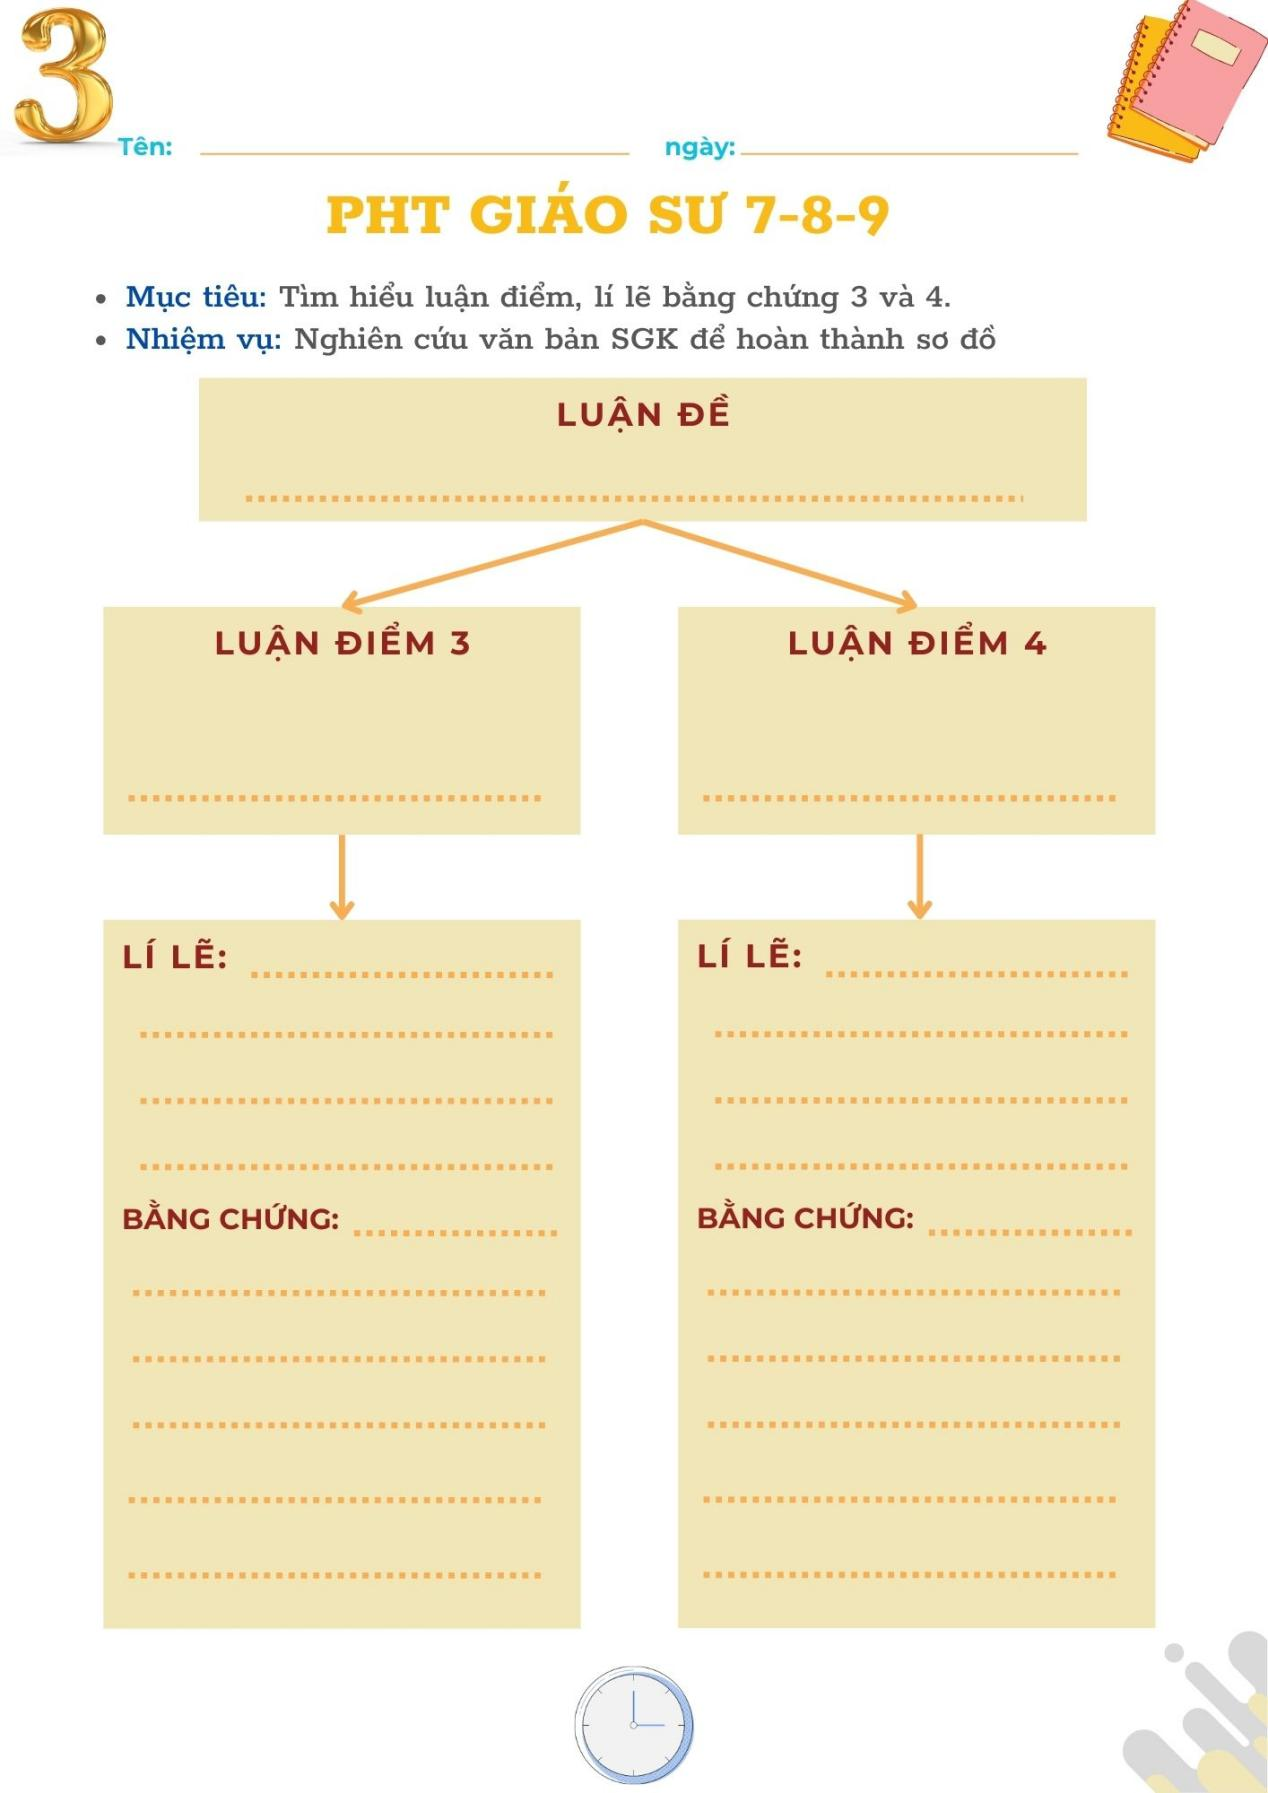 3
Tên: ngày:
PHT GIÁO SƯ 7-8-9
• Mục tiêu: Tìm hiểu luận điểm, lí lẽ bằng chứng 3 và 4.
• Nhiệm vụ: Nghiên cứu văn bản SGK để hoàn thành sơ đồ
LUẬN ĐỀ
LUẬN ĐIỂM 3
LUẬN ĐIỂM 4
LÍ LẼ:
BẰNG CHỨNG:
LÍ LẼ:
BẰNG CHỨNG: